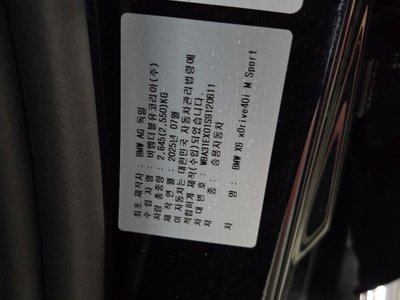 최초 제작자 : BMW AG 독일
수 입 자 명 : 비엠더블유코리아(주)
차량 총중량 : 2,645(2,550)KG
제 작 연 월 : 2025년 07월
이 자동차는 대한민국 자동차관리법령에
적합하게 제작(수입)되었습니다.
차 대 번 호 : WBA31EX01S9120611
차 종 : 승용자동차
차 명 : BMW X6 xDrive40i M Sport